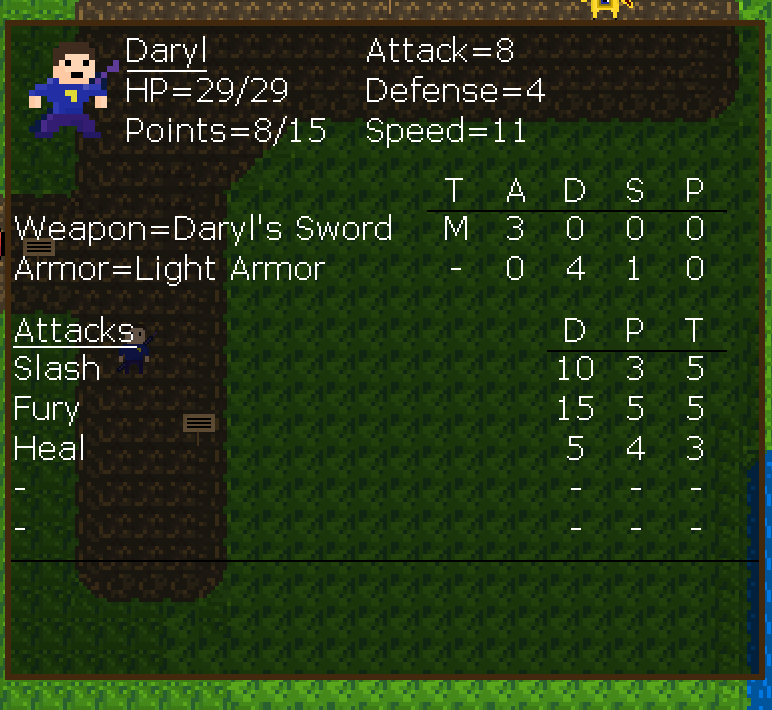 Daryl Attack=8
HP=29/29 Defense=4
Points=8/15 Speed=11
T A D S P
Weapon=Daryl's Sword M 3 0 0 0
Armor=Light Armor - 0 4 1 0
Attacks D P T
Slash 10 3 5
Fury 15 5 5
Heal 5 4 3
- - - -
- - - -